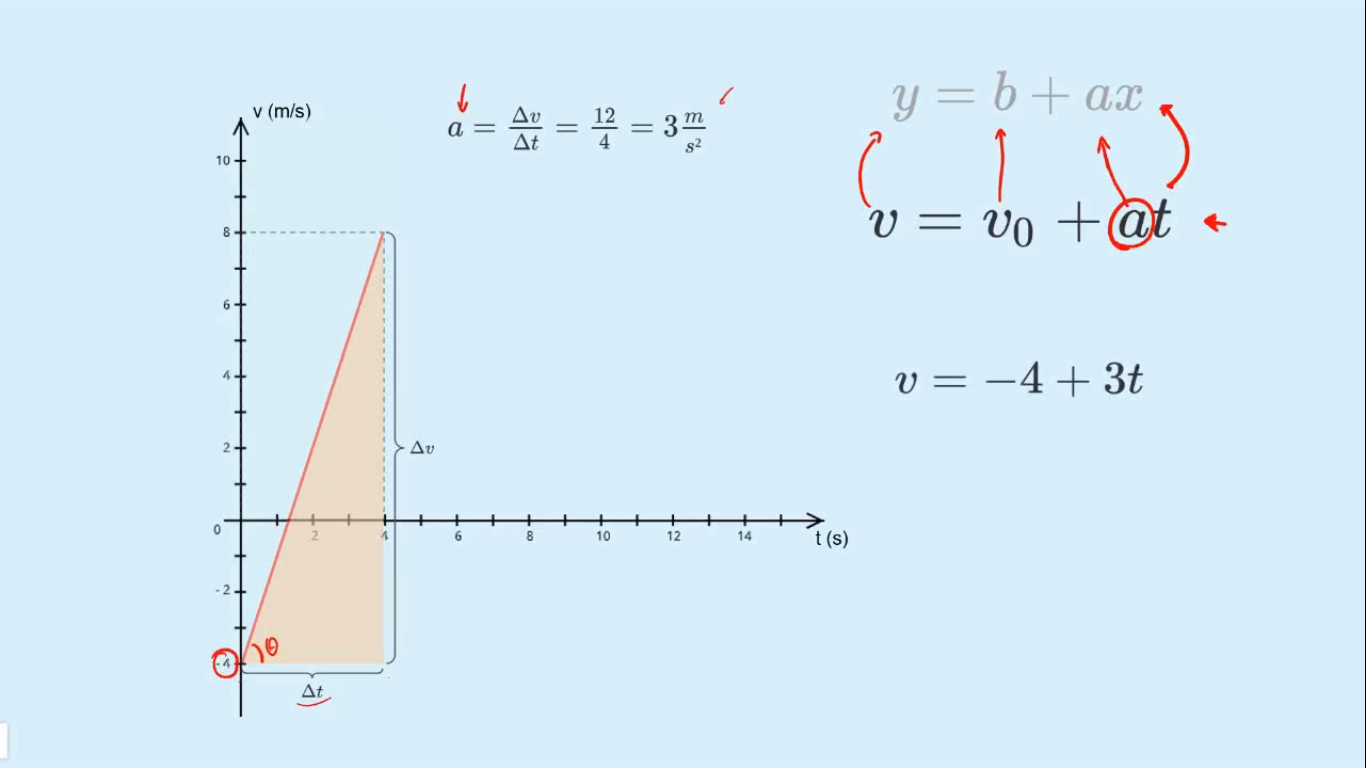 y = b + ax
v (m/s)
a = Δv/Δt = 12/4 = 3 m/s²
10
8
v = v₀ + at
6
4
v = −4 + 3t
2
Δv
0
2 4 6 8 10 12 14
t (s)
- 2
θ
- 4
Δt